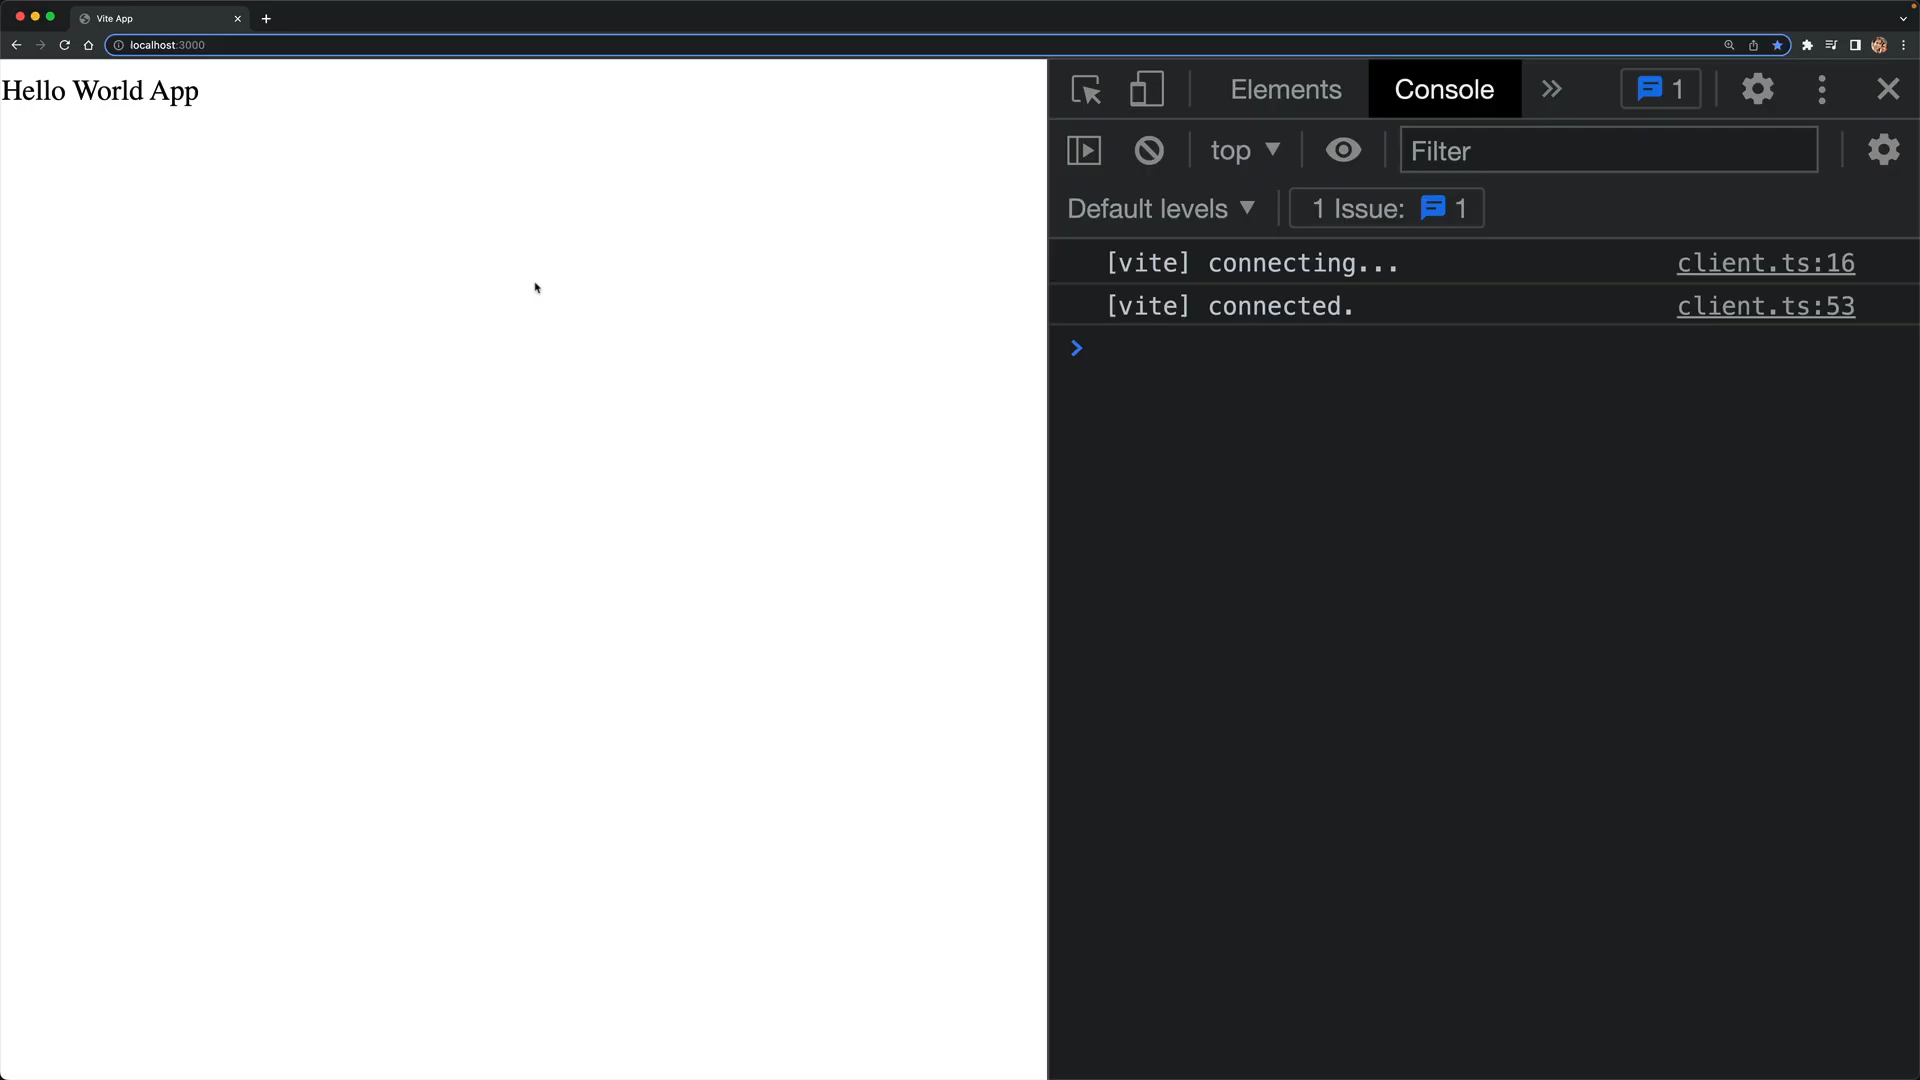 Vite App
localhost:3000
Hello World App
Elements
Console
1
top
Filter
Default levels
1 Issue: 1
[vite] connecting... client.ts:16
[vite] connected. client.ts:53